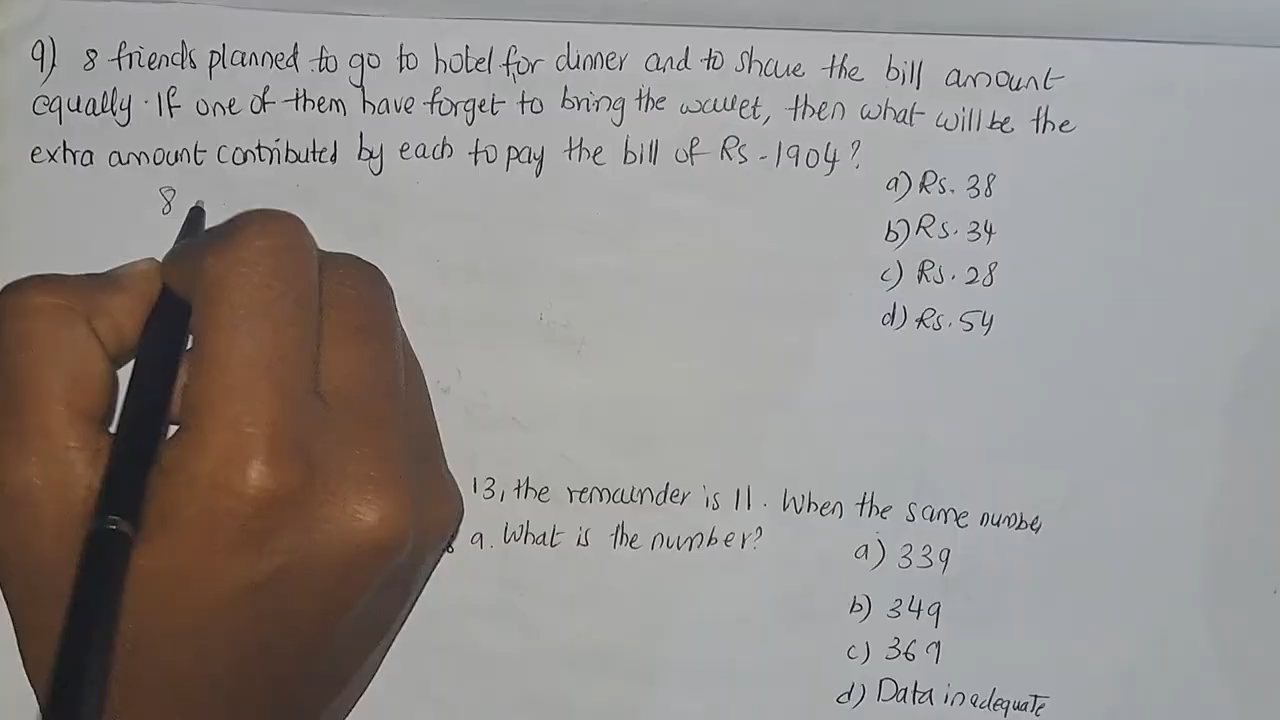 9) 8 friends planned to go to hotel for dinner and to share the bill amount
equally. If one of them have forget to bring the wallet, then what will be the
extra amount contributed by each to pay the bill of Rs-1904?
a) Rs. 38
b) Rs. 34
c) Rs. 28
d) Rs. 54
8
13, the remainder is 11. When the same number
9. What is the number?
a) 339
b) 349
c) 369
d) Data inadequate